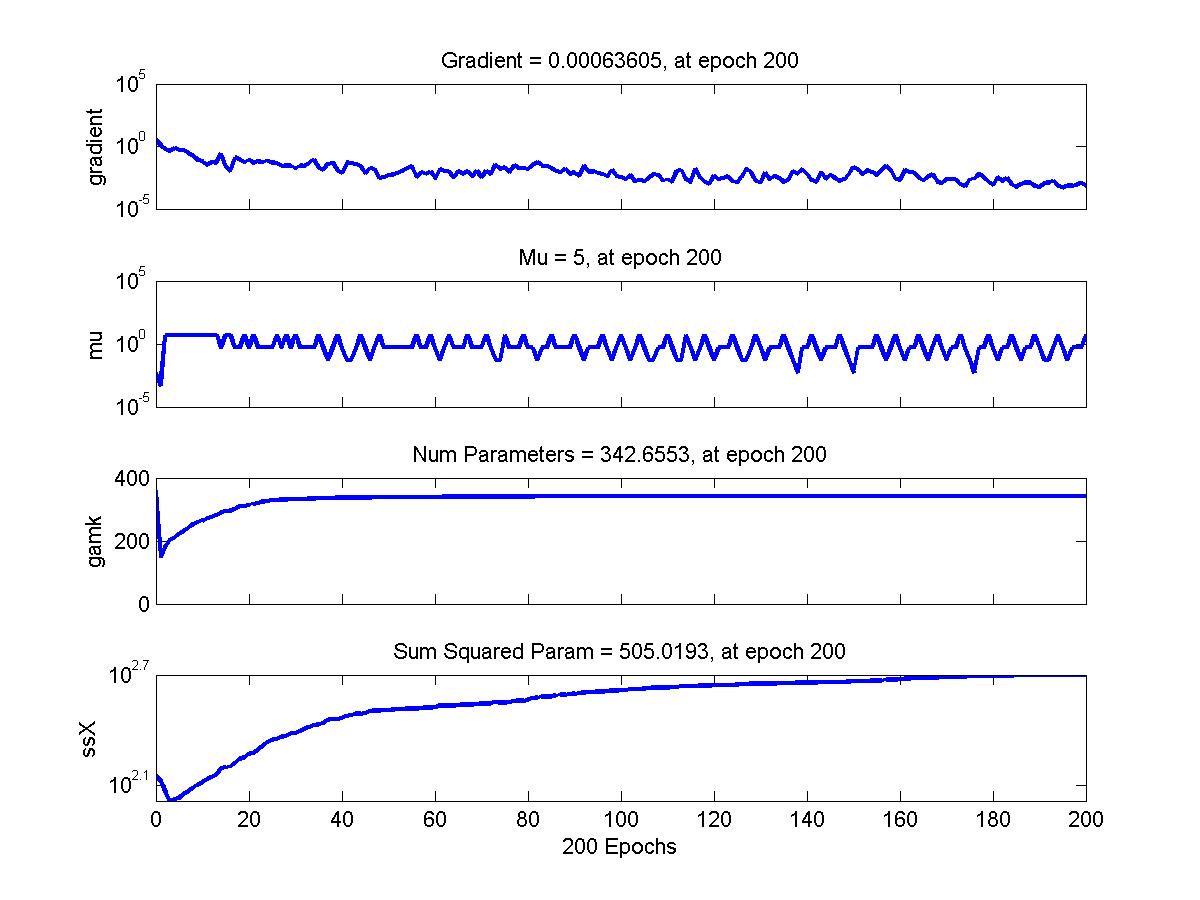 Gradient = 0.00063605, at epoch 200
10^5
10^0
10^-5
gradient
Mu = 5, at epoch 200
10^5
10^0
10^-5
mu
Num Parameters = 342.6553, at epoch 200
400
200
0
gamk
Sum Squared Param = 505.0193, at epoch 200
10^2.7
10^2.1
ssX
0 20 40 60 80 100 120 140 160 180 200
200 Epochs